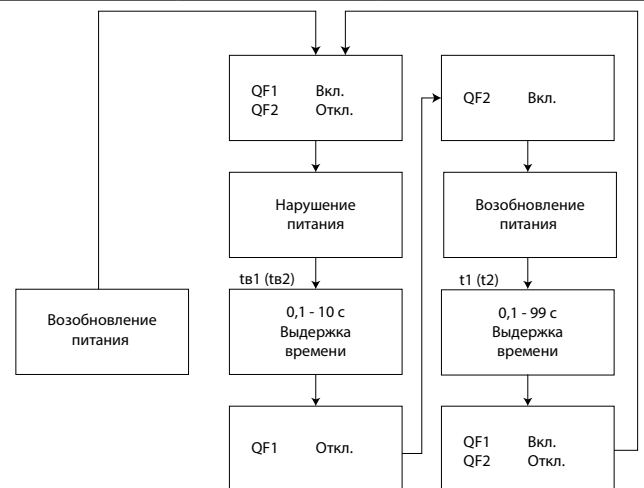 QF1 Вкл.
QF2 Откл.
Нарушение
питания
tв1 (tв2)
0,1 - 10 с
Выдержка
времени
QF1 Откл.
QF2 Вкл.
Возобновление
питания
t1 (t2)
0,1 - 99 с
Выдержка
времени
QF1 Вкл.
QF2 Откл.
Возобновление
питания